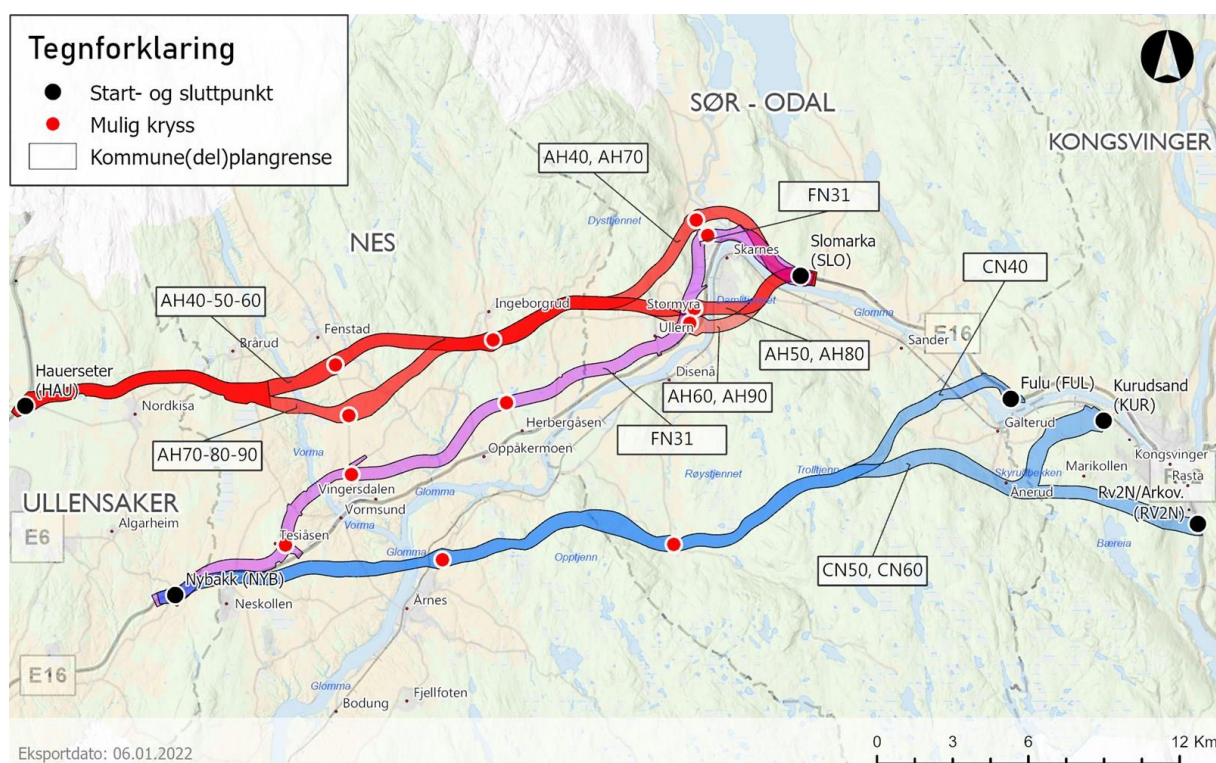 Tegnforklaring
Start- og sluttpunkt
Mulig kryss
Kommune(del)plangrense
SØR - ODAL
KONGSVINGER
AH40, AH70
FN31
Dysttjennet
NES
Skarnes
Slomarka
(SLO)
CN40
AH40-50-60
Ingeborgrud
Stormyra
Fenstad
Ullern
Glomma
E16
Brårud
AH50, AH80
Sander
Hauerseter
(HAU)
Disenå
Fulu (FUL)
Kurudsand
(KUR)
Nordkisa
AH60, AH90
Herbergåsen
Galterud
AH70-80-90
FN31
Oppåkermoen
Vorma
Kongsvinger
Marikollen
Røystjennet
Trolltjenn
Rasta
Vingersdalen
Glomma
Ånerud
Rv2N/Arkov.
(RV2N)
ULLENSAKER
Vormsund
Algarheim
Vorma
E6
Tesiåsen
Bæreia
Glomma
Opptjenn
CN50, CN60
Nybakk (NYB)
Neskollen
Årnes
E16
Glomma
Fjellfoten
Bodung
Eksportdato: 06.01.2022
0 3 6 12 Km